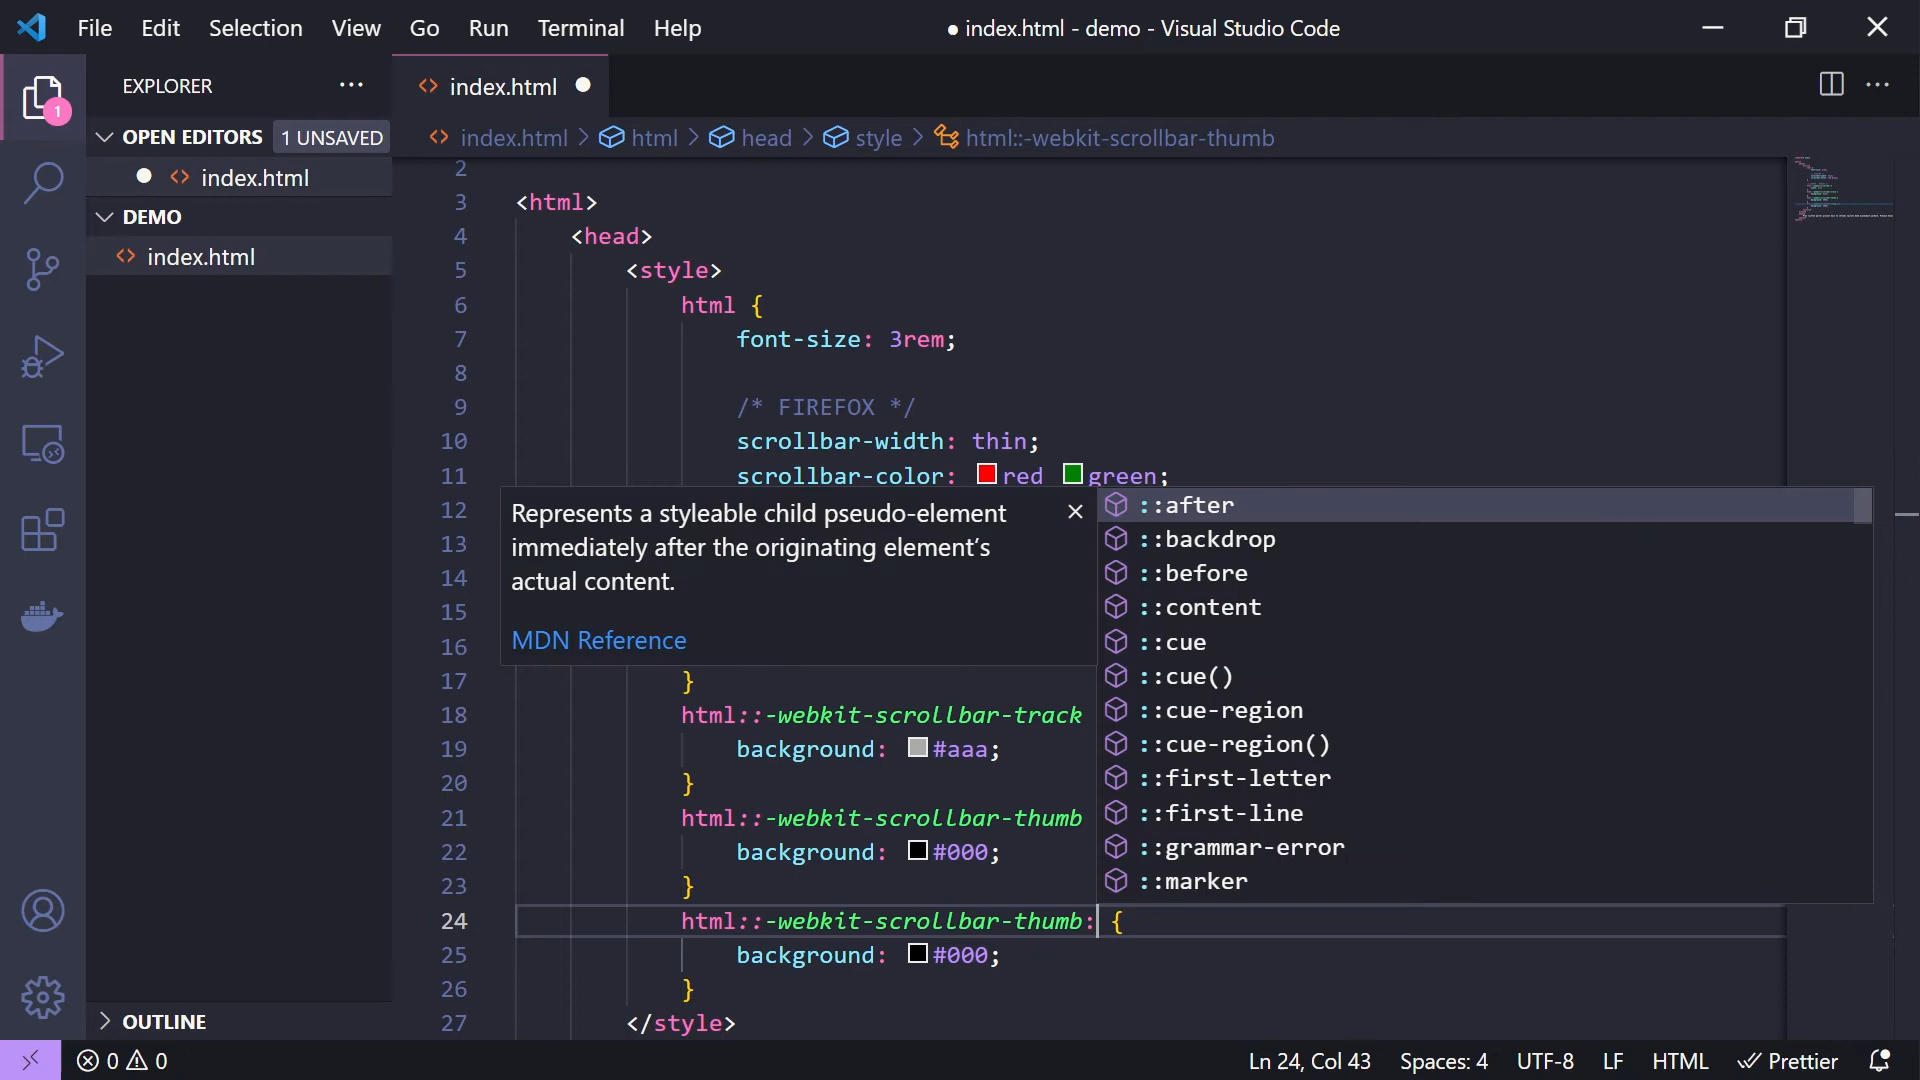 File Edit Selection View Go Run Terminal Help
● index.html - demo - Visual Studio Code
EXPLORER
1
OPEN EDITORS 1 UNSAVED
index.html
DEMO
index.html
OUTLINE
index.html
index.html > html > head > style > html::-webkit-scrollbar-thumb
2
3 <html>
4 <head>
5 <style>
6 html {
7 font-size: 3rem;
8
9 /* FIREFOX */
10 scrollbar-width: thin;
11 scrollbar-color: red green;
12
13
14
15
16
17 }
18 html::-webkit-scrollbar-track
19 background: #aaa;
20 }
21 html::-webkit-scrollbar-thumb
22 background: #000;
23 }
24 html::-webkit-scrollbar-thumb: {
25 background: #000;
26 }
27 </style>
Represents a styleable child pseudo-element
immediately after the originating element’s
actual content.
MDN Reference
::after
::backdrop
::before
::content
::cue
::cue()
::cue-region
::cue-region()
::first-letter
::first-line
::grammar-error
::marker
0 0
Ln 24, Col 43 Spaces: 4 UTF-8 LF HTML Prettier